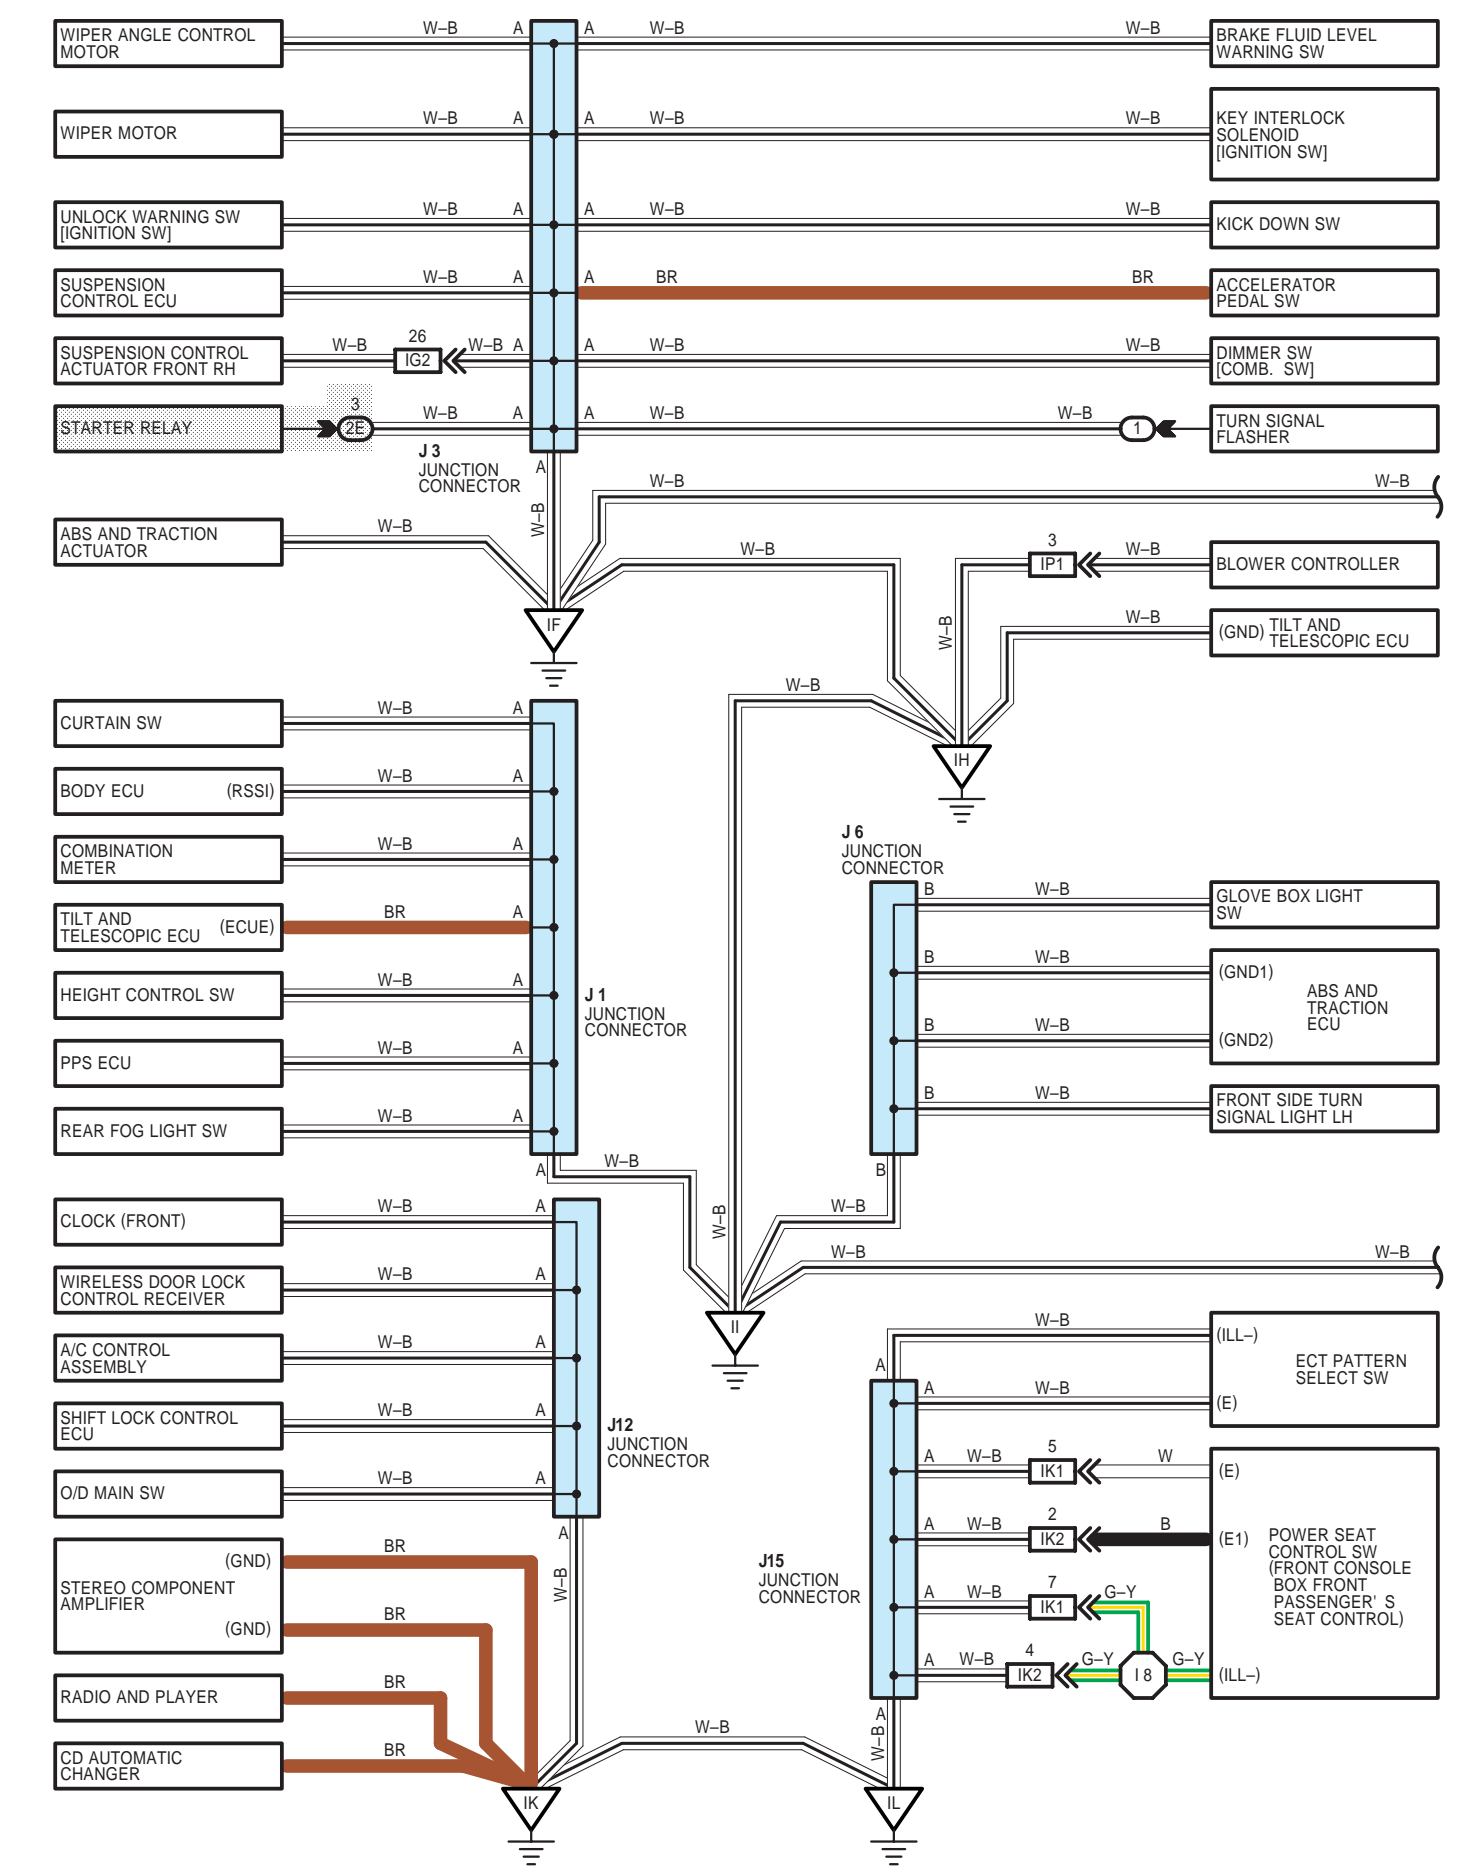 WIPER ANGLE CONTROL
MOTOR
W–B A
A W–B W–B
BRAKE FLUID LEVEL
WARNING SW
WIPER MOTOR
W–B A
A W–B W–B
KEY INTERLOCK
SOLENOID
[IGNITION SW]
UNLOCK WARNING SW
[IGNITION SW]
W–B A
A W–B W–B
KICK DOWN SW
SUSPENSION
CONTROL ECU
W–B A
A BR BR
ACCELERATOR
PEDAL SW
SUSPENSION CONTROL
ACTUATOR FRONT RH
W–B
26
IG2
W–B A
A W–B W–B
DIMMER SW
[COMB. SW]
STARTER RELAY
3
2E
W–B A
A W–B W–B
1
TURN SIGNAL
FLASHER
J 3
JUNCTION
CONNECTOR
A
W–B
W–B W–B
ABS AND TRACTION
ACTUATOR
W–B
W–B
IF
3
IP1
W–B
BLOWER CONTROLLER
W–B
W–B
(GND) TILT AND
TELESCOPIC ECU
W–B
IH
CURTAIN SW
W–B A
BODY ECU (RSSI)
W–B A
COMBINATION
METER
W–B A
TILT AND
TELESCOPIC ECU (ECUE)
BR A
HEIGHT CONTROL SW
W–B A
J 1
JUNCTION
CONNECTOR
PPS ECU
W–B A
REAR FOG LIGHT SW
W–B A
A W–B
J 6
JUNCTION
CONNECTOR
B W–B
GLOVE BOX LIGHT
SW
B W–B
(GND1)
ABS AND
TRACTION
ECU
B W–B
(GND2)
B W–B
FRONT SIDE TURN
SIGNAL LIGHT LH
B
W–B
W–B
W–B W–B
II
CLOCK (FRONT)
W–B A
WIRELESS DOOR LOCK
CONTROL RECEIVER
W–B A
A/C CONTROL
ASSEMBLY
W–B A
SHIFT LOCK CONTROL
ECU
W–B A
J12
JUNCTION
CONNECTOR
O/D MAIN SW
W–B A
A
W–B
(GND)
BR
STEREO COMPONENT
AMPLIFIER
(GND)
BR
RADIO AND PLAYER
BR
CD AUTOMATIC
CHANGER
BR
IK
W–B
W–B
(ILL–)
A
ECT PATTERN
SELECT SW
A W–B
(E)
A W–B
5
IK1
W
(E)
A W–B
2
IK2
B
(E1)
POWER SEAT
CONTROL SW
(FRONT CONSOLE
BOX FRONT
PASSENGER' S
SEAT CONTROL)
J15
JUNCTION
CONNECTOR
A W–B
7
IK1
G–Y
A W–B
4
IK2
G–Y
I 8
G–Y
(ILL–)
A
W–B
IL